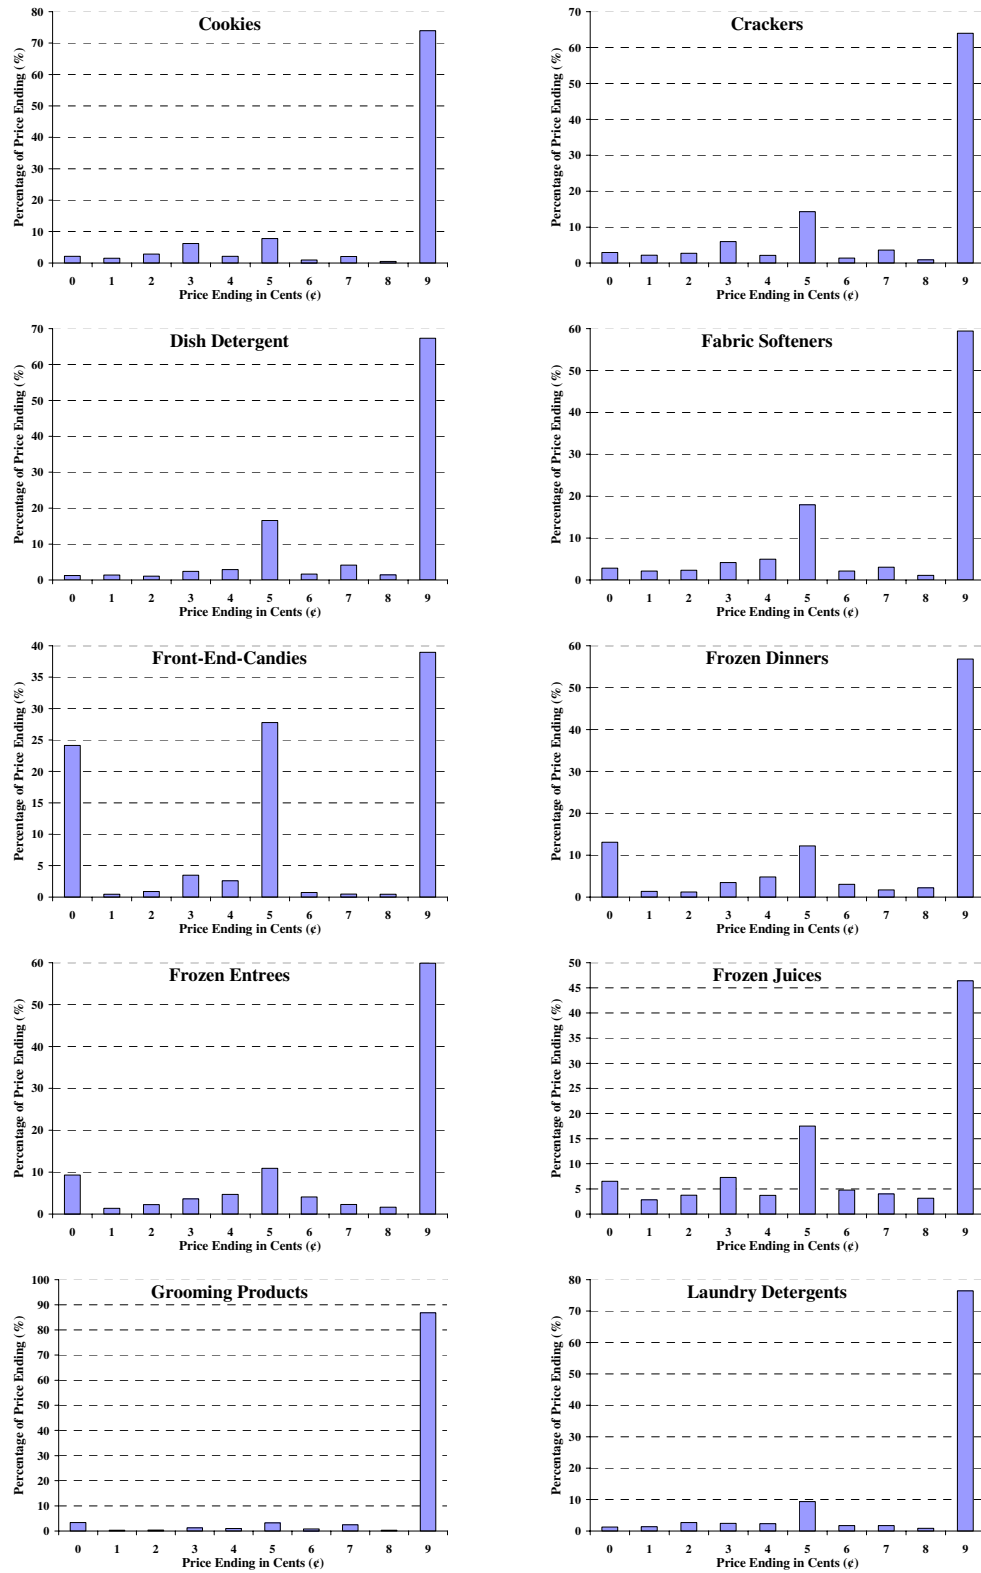 Cookies
Percentage of Price Ending (%)
80
70
60
50
40
30
20
10
0
0 1 2 3 4 5 6 7 8 9
Price Ending in Cents (¢)
Crackers
Percentage of Price Ending (%)
70
60
50
40
30
20
10
0
0 1 2 3 4 5 6 7 8 9
Price Ending in Cents (¢)
Dish Detergent
Percentage of Price Ending (%)
70
60
50
40
30
20
10
0
0 1 2 3 4 5 6 7 8 9
Price Ending in Cents (¢)
Fabric Softeners
Percentage of Price Ending (%)
60
50
40
30
20
10
0
0 1 2 3 4 5 6 7 8 9
Price Ending in Cents (¢)
Front-End-Candies
Percentage of Price Ending (%)
40
35
30
25
20
15
10
5
0
0 1 2 3 4 5 6 7 8 9
Price Ending in Cents (¢)
Frozen Dinners
Percentage of Price Ending (%)
60
50
40
30
20
10
0
0 1 2 3 4 5 6 7 8 9
Price Ending in Cents (¢)
Frozen Entrees
Percentage of Price Ending (%)
60
50
40
30
20
10
0
0 1 2 3 4 5 6 7 8 9
Price Ending in Cents (¢)
Frozen Juices
Percentage of Price Ending (%)
50
45
40
35
30
25
20
15
10
5
0
0 1 2 3 4 5 6 7 8 9
Price Ending in Cents (¢)
Grooming Products
Percentage of Price Ending (%)
100
90
80
70
60
50
40
30
20
10
0
0 1 2 3 4 5 6 7 8 9
Price Ending in Cents (¢)
Laundry Detergents
Percentage of Price Ending (%)
80
70
60
50
40
30
20
10
0
0 1 2 3 4 5 6 7 8 9
Price Ending in Cents (¢)